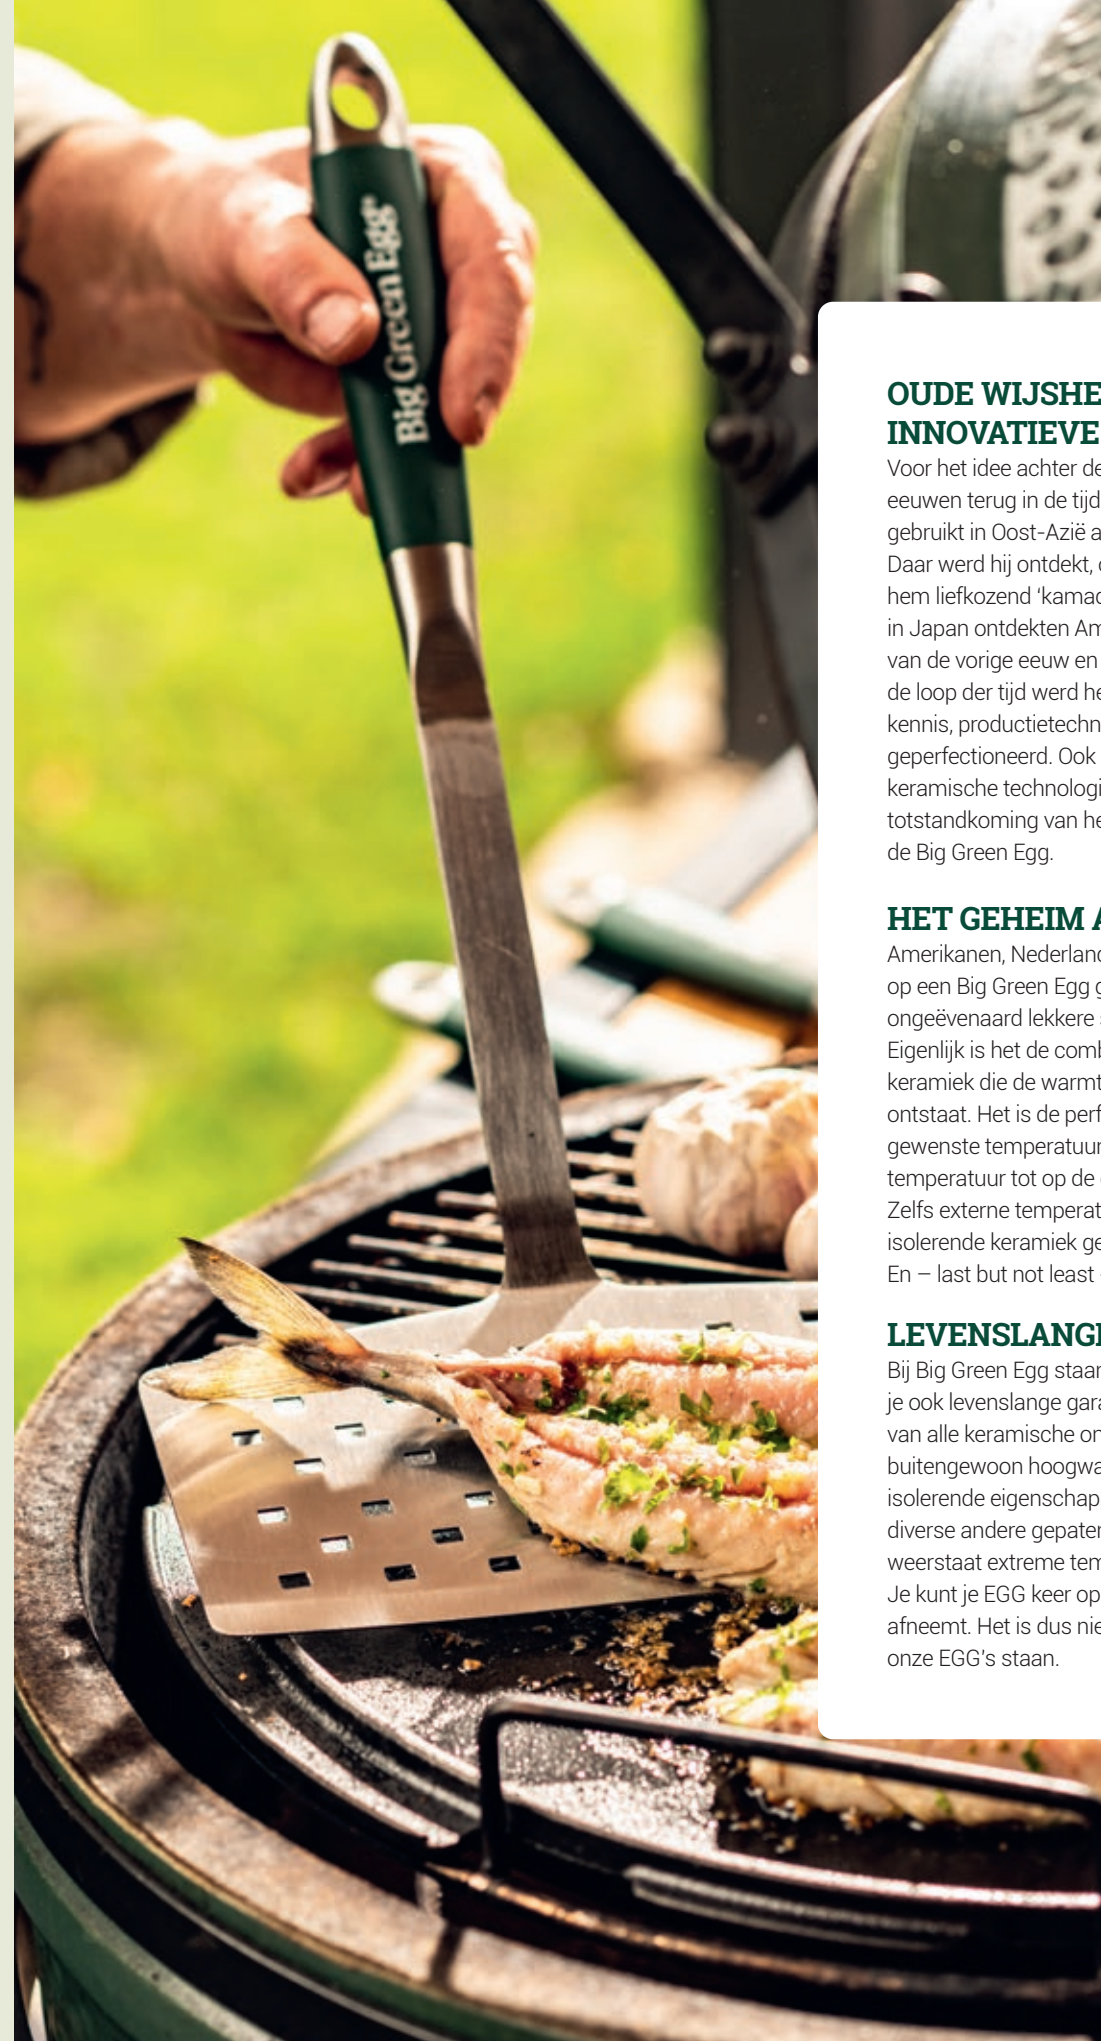 Big Green Egg®
OUDE WIJSHE
INNOVATIEVE
Voor het idee achter de
eeuwen terug in de tijd
gebruikt in Oost-Azië a
Daar werd hij ontdekt,
hem liefkozend ‘kamad
in Japan ontdekten Am
van de vorige eeuw en
de loop der tijd werd he
kennis, productietechn
geperfectioneerd. Ook
keramische technologi
totstandkoming van he
de Big Green Egg.
HET GEHEIM A
Amerikanen, Nederland
op een Big Green Egg g
ongeëvenaard lekkere
Eigenlijk is het de comb
keramiek die de warmt
ontstaat. Het is de perf
gewenste temperatuur
temperatuur tot op de
Zelfs externe temperat
isolerende keramiek ge
En – last but not least
LEVENSLANG
Bij Big Green Egg staan
je ook levenslange gara
van alle keramische on
buitengewoon hoogwa
isolerende eigenschap
diverse andere gepaten
weerstaat extreme tem
Je kunt je EGG keer op
afneemt. Het is dus nie
onze EGG’s staan.